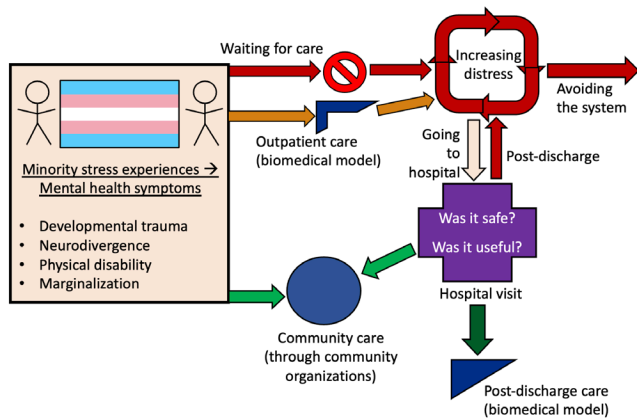 Waiting for care
Increasing
distress
Avoiding
the system
Outpatient care
(biomedical model)
Minority stress experiences →
Mental health symptoms
• Developmental trauma
• Neurodivergence
• Physical disability
• Marginalization
Going
to
hospital
Post-discharge
Was it safe?
Was it useful?
Hospital visit
Community care
(through community
organizations)
Post-discharge care
(biomedical model)